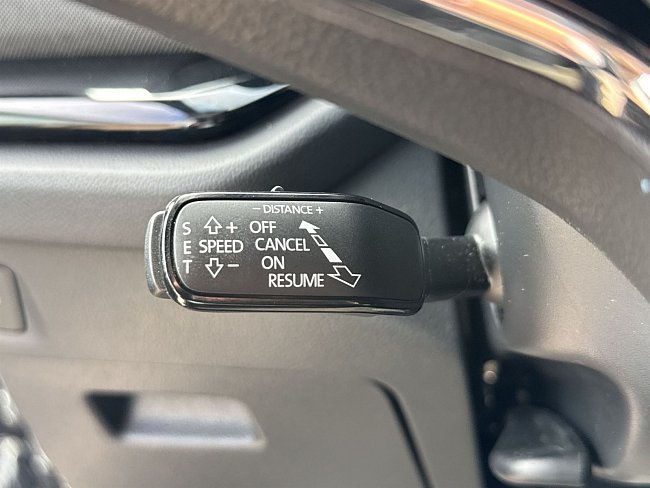 − DISTANCE +
S + OFF
E SPEED CANCEL
T − ON
RESUME